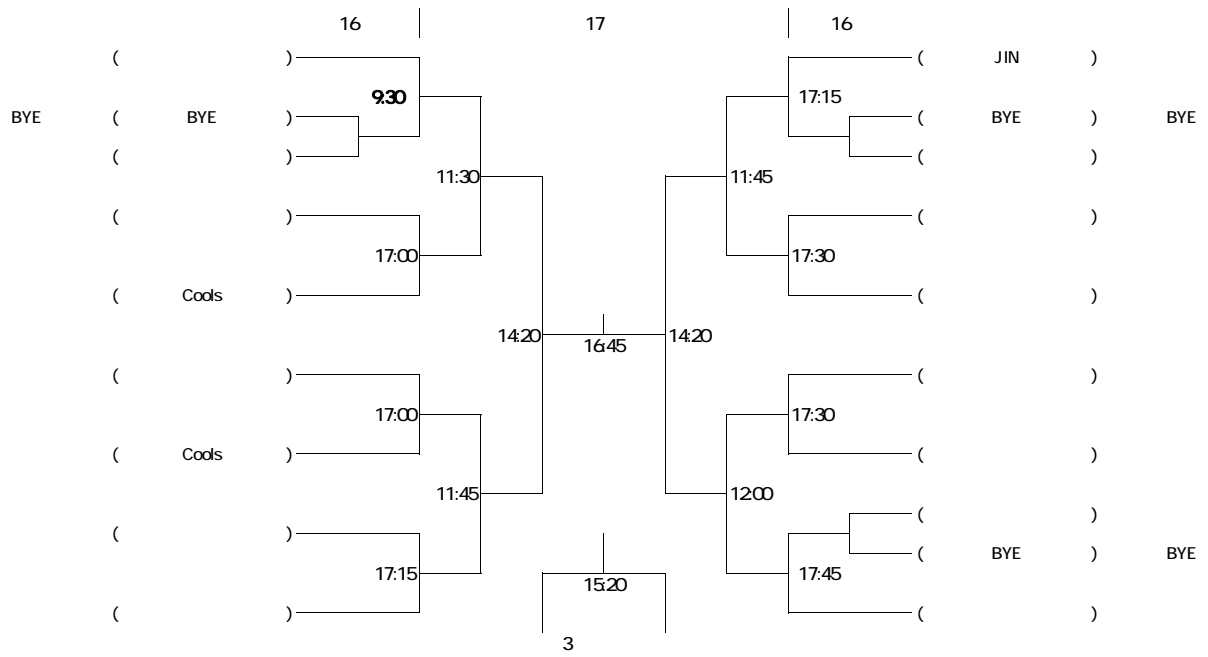 16 17 16
( ) ( JIN )
9:30 17:15
BYE ( BYE ) ( BYE ) BYE
( ) ( )
11:30 11:45
( ) ( )
17:00 17:30
( Cools ) ( )
14:20 16:45 14:20
( ) ( )
17:00 17:30
( Cools ) ( )
11:45 12:00
( )
( )
( BYE ) BYE
17:15 15:20 17:45
( ) ( )
3